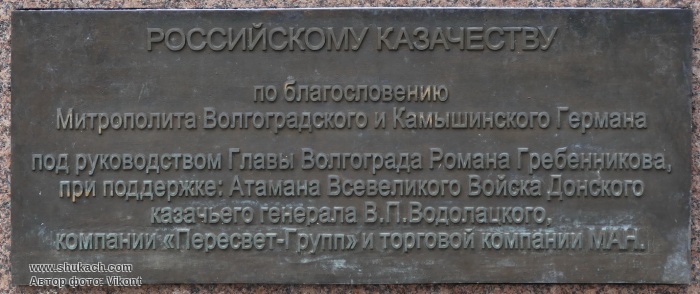 РОССИЙСКОМУ КАЗАЧЕСТВУ
по благословению
Митрополита Волгоградского и Камышинского Германа
под руководством Главы Волгограда Романа Гребенникова,
при поддержке: Атамана Всевеликого Войска Донского
казачьего генерала В.П.Водолацкого,
компании «Пересвет-Групп» и торговой компании МАН.
www.shukach.com
Автор фото: Vikont